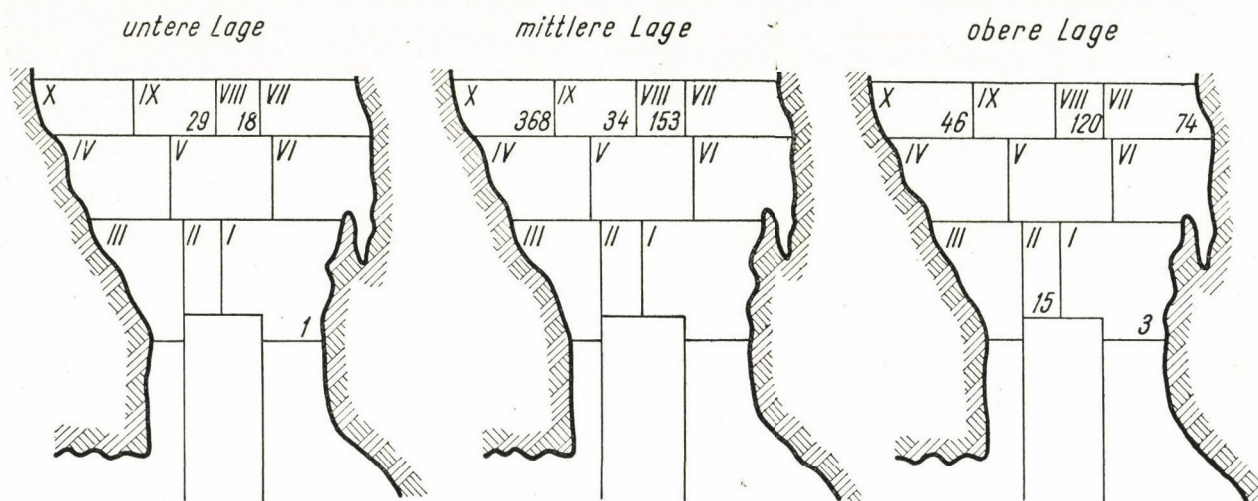 untere Lage
X IX VIII VII
29 18
IV V VI
III II I
1
mittlere Lage
X IX VIII VII
368 34 153
IV V VI
III II I
obere Lage
X IX VIII VII
46 120 74
IV V VI
III II I
15
3